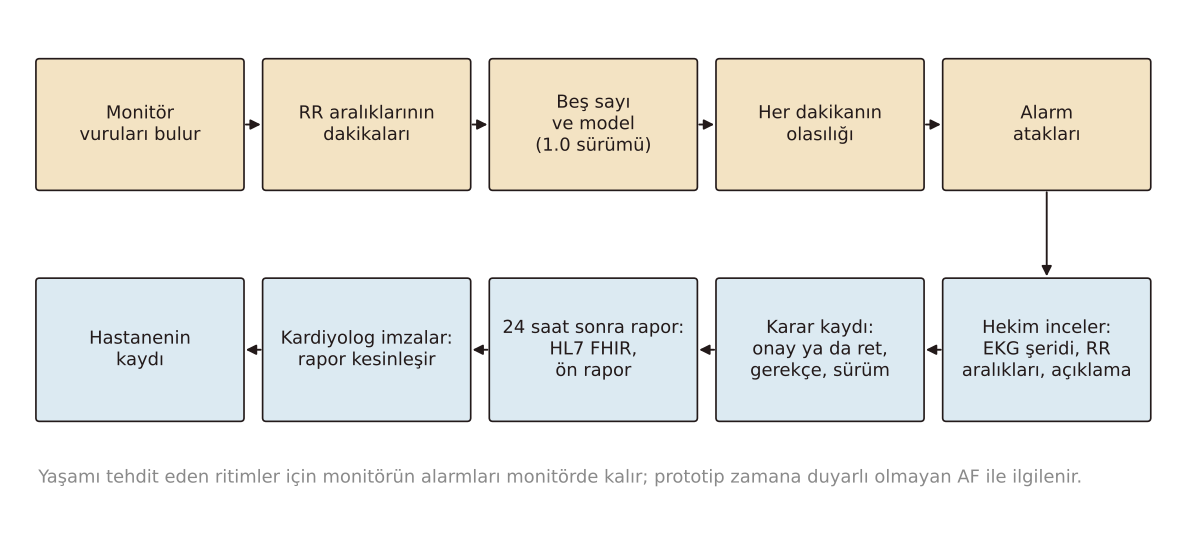 Monitör
vuruları bulur
RR aralıklarının
dakikaları
Beş sayı
ve model
(1.0 sürümü)
Her dakikanın
olasılığı
Alarm
atakları
Hastanenin
kaydı
Kardiyolog imzalar:
rapor kesinleşir
24 saat sonra rapor:
HL7 FHIR,
ön rapor
Karar kaydı:
onay ya da ret,
gerekçe, sürüm
Hekim inceler:
EKG şeridi, RR
aralıkları, açıklama
Yaşamı tehdit eden ritimler için monitörün alarmları monitörde kalır; prototip zamana duyarlı olmayan AF ile ilgilenir.